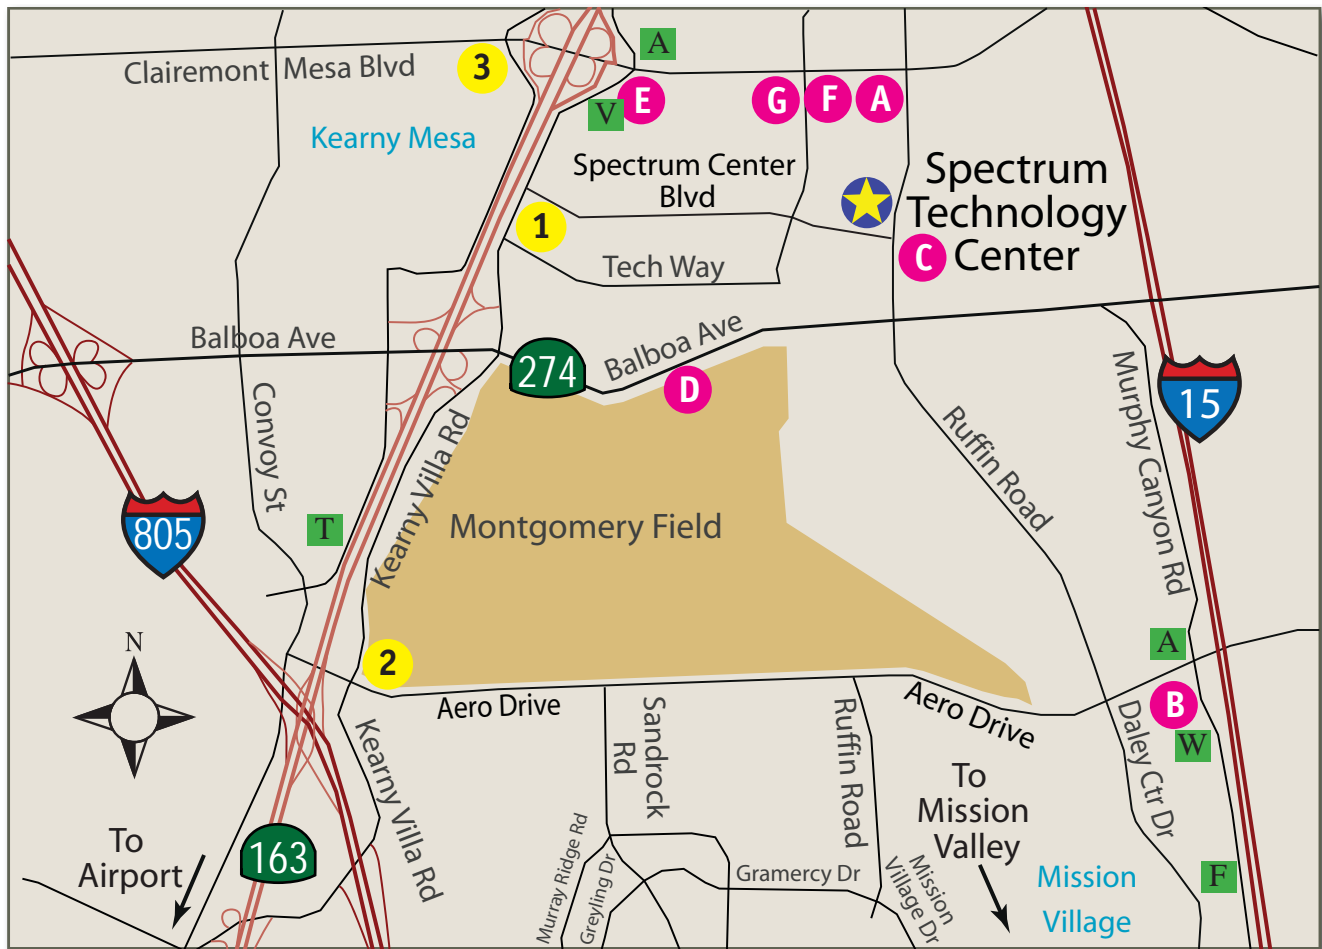 A
Clairemont Mesa Blvd
3
V
E
G
F
A
Kearny Mesa
Spectrum Center
Blvd
Spectrum
Technology
Center
1
C
Tech Way
Balboa Ave
274
Balboa Ave
D
15
Convoy St
Kearny Villa Rd
Murphy Canyon Rd
Ruffin Road
805
T
Montgomery Field
N
2
A
B
W
Aero Drive
Aero Drive
Sandrock
Rd
Ruffin Road
Daley Ctr Dr
Kearny Villa Rd
To
Mission
Valley
To
Airport
163
Murray Ridge Rd
Greyling Dr
Gramercy Dr
Mission
Village Dr
Mission
Village
F